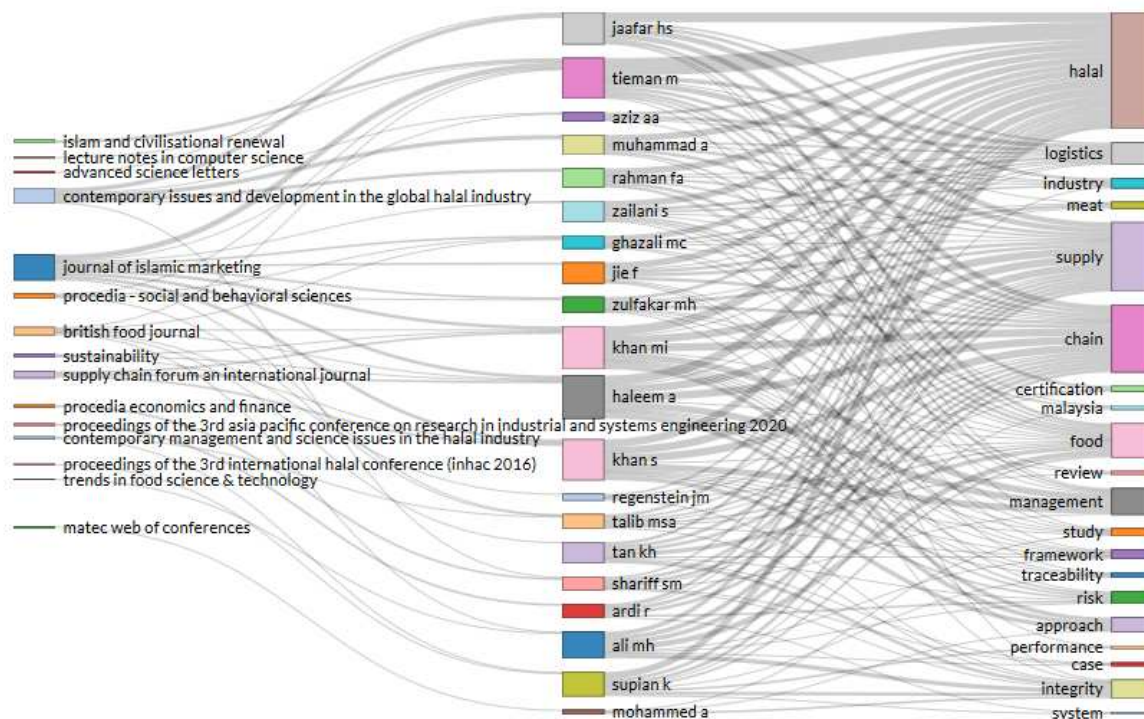 islam and civilisational renewal
lecture notes in computer science
advanced science letters
contemporary issues and development in the global halal industry
journal of islamic marketing
procedia - social and behavioral sciences
british food journal
sustainability
supply chain forum an international journal
procedia economics and finance
proceedings of the 3rd asia pacific conference on research in industrial and systems engineering 2020
contemporary management and science issues in the halal industry
proceedings of the 3rd international halal conference (inhac 2016)
trends in food science & technology
matec web of conferences
jaafar hs
tieman m
aziz aa
muhammad a
rahman fa
zailani s
ghazali mc
jie f
zulfakar mh
khan mi
haleem a
khan s
regenstein jm
talib msa
tan kh
shariff sm
ardi r
ali mh
supian k
mohammed a
halal
logistics
industry
meat
supply
chain
certification
malaysia
food
review
management
study
framework
traceability
risk
approach
performance
case
integrity
system